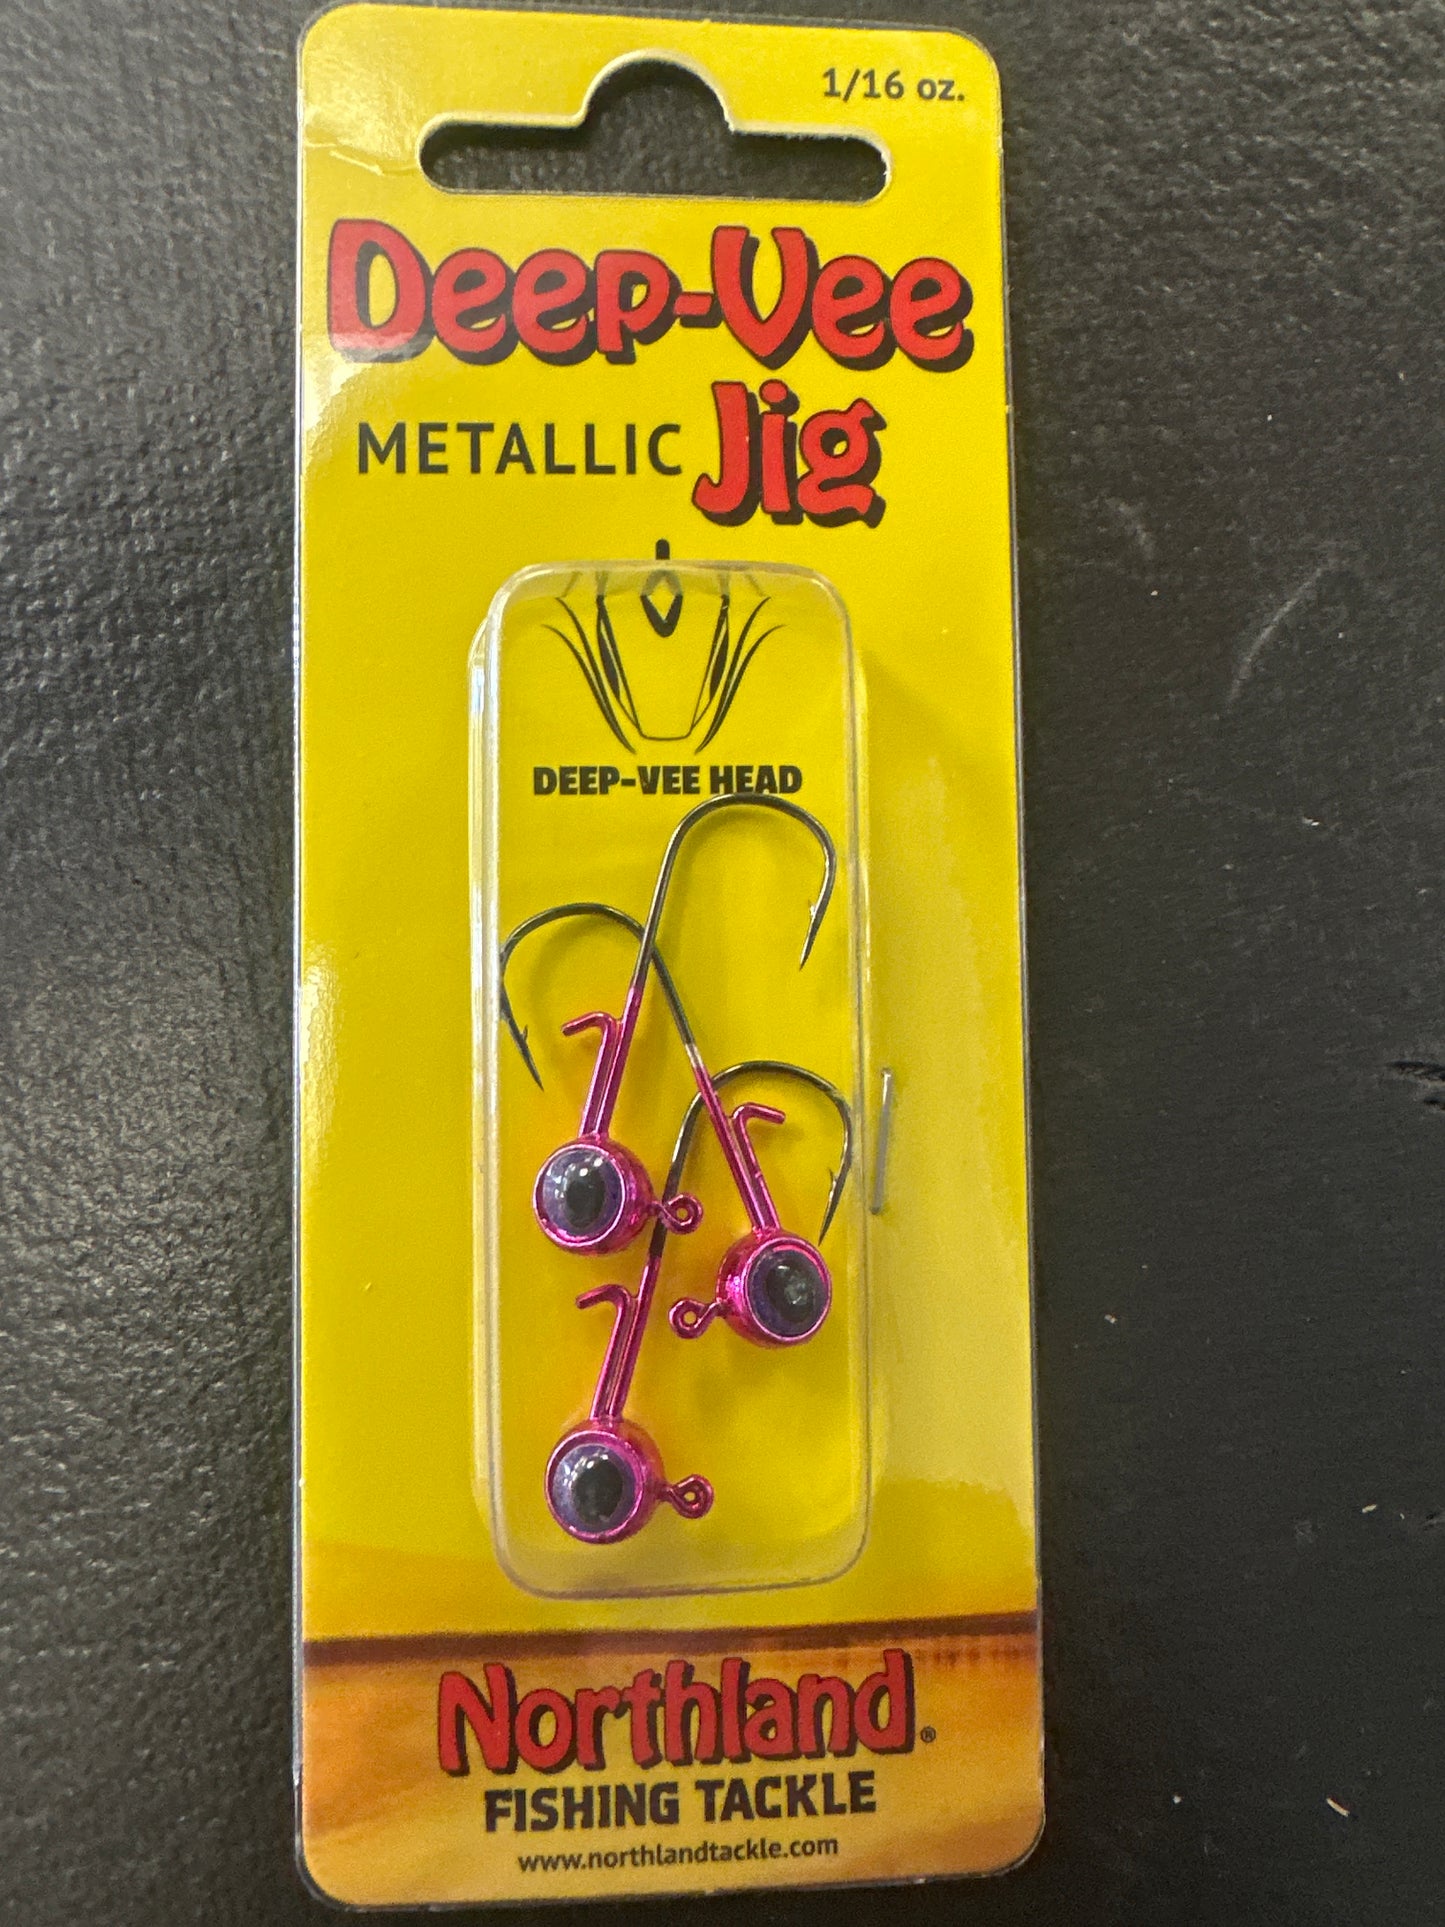 1/16 oz.
Deep-Vee
METALLIC Jig
DEEP-VEE HEAD
Northland®
FISHING TACKLE
www.northlandtackle.com